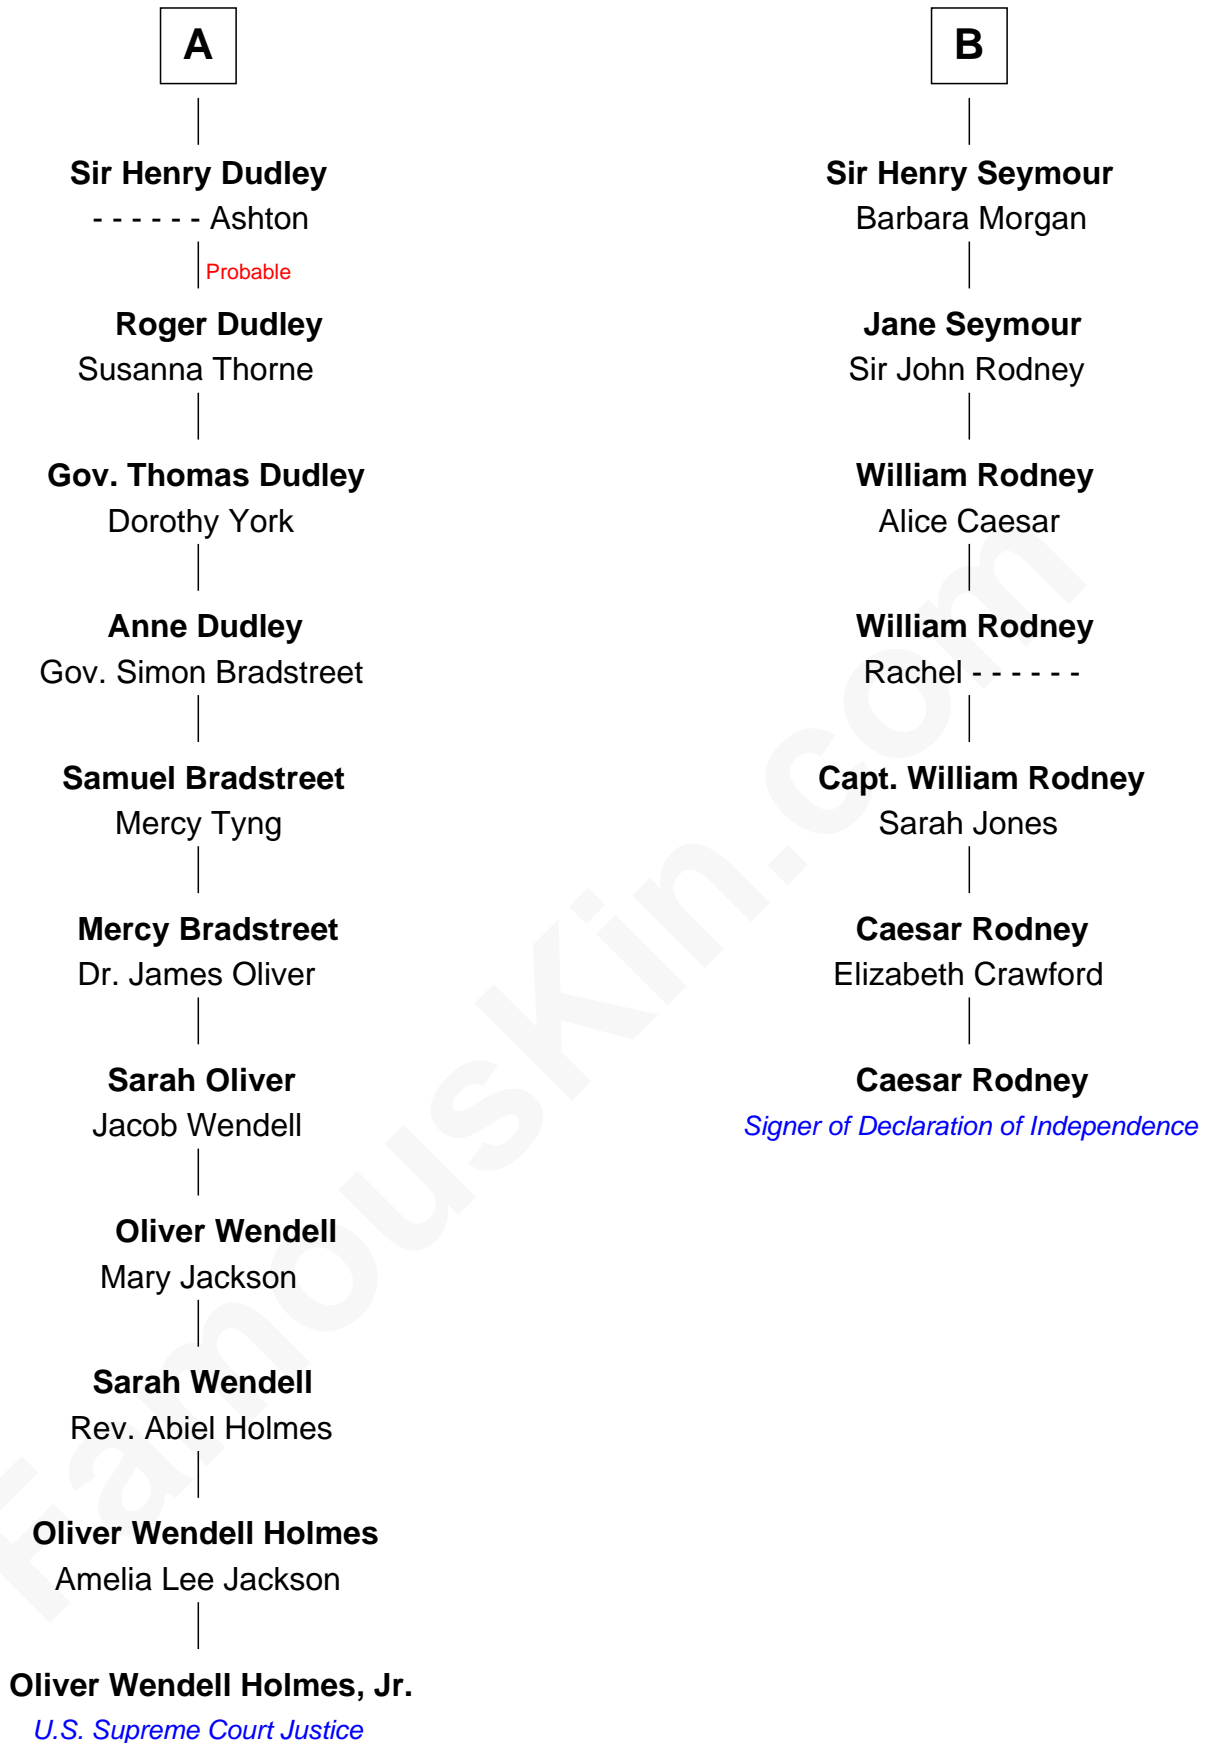 A
Sir Henry Dudley
- - - - - - Ashton
Probable
Roger Dudley
Susanna Thorne
Gov. Thomas Dudley
Dorothy York
Anne Dudley
Gov. Simon Bradstreet
Samuel Bradstreet
Mercy Tyng
Mercy Bradstreet
Dr. James Oliver
Sarah Oliver
Jacob Wendell
Oliver Wendell
Mary Jackson
Sarah Wendell
Rev. Abiel Holmes
Oliver Wendell Holmes
Amelia Lee Jackson
Oliver Wendell Holmes, Jr.
U.S. Supreme Court Justice
B
Sir Henry Seymour
Barbara Morgan
Jane Seymour
Sir John Rodney
William Rodney
Alice Caesar
William Rodney
Rachel - - - - - -
Capt. William Rodney
Sarah Jones
Caesar Rodney
Elizabeth Crawford
Caesar Rodney
Signer of Declaration of Independence
FamousKin.com